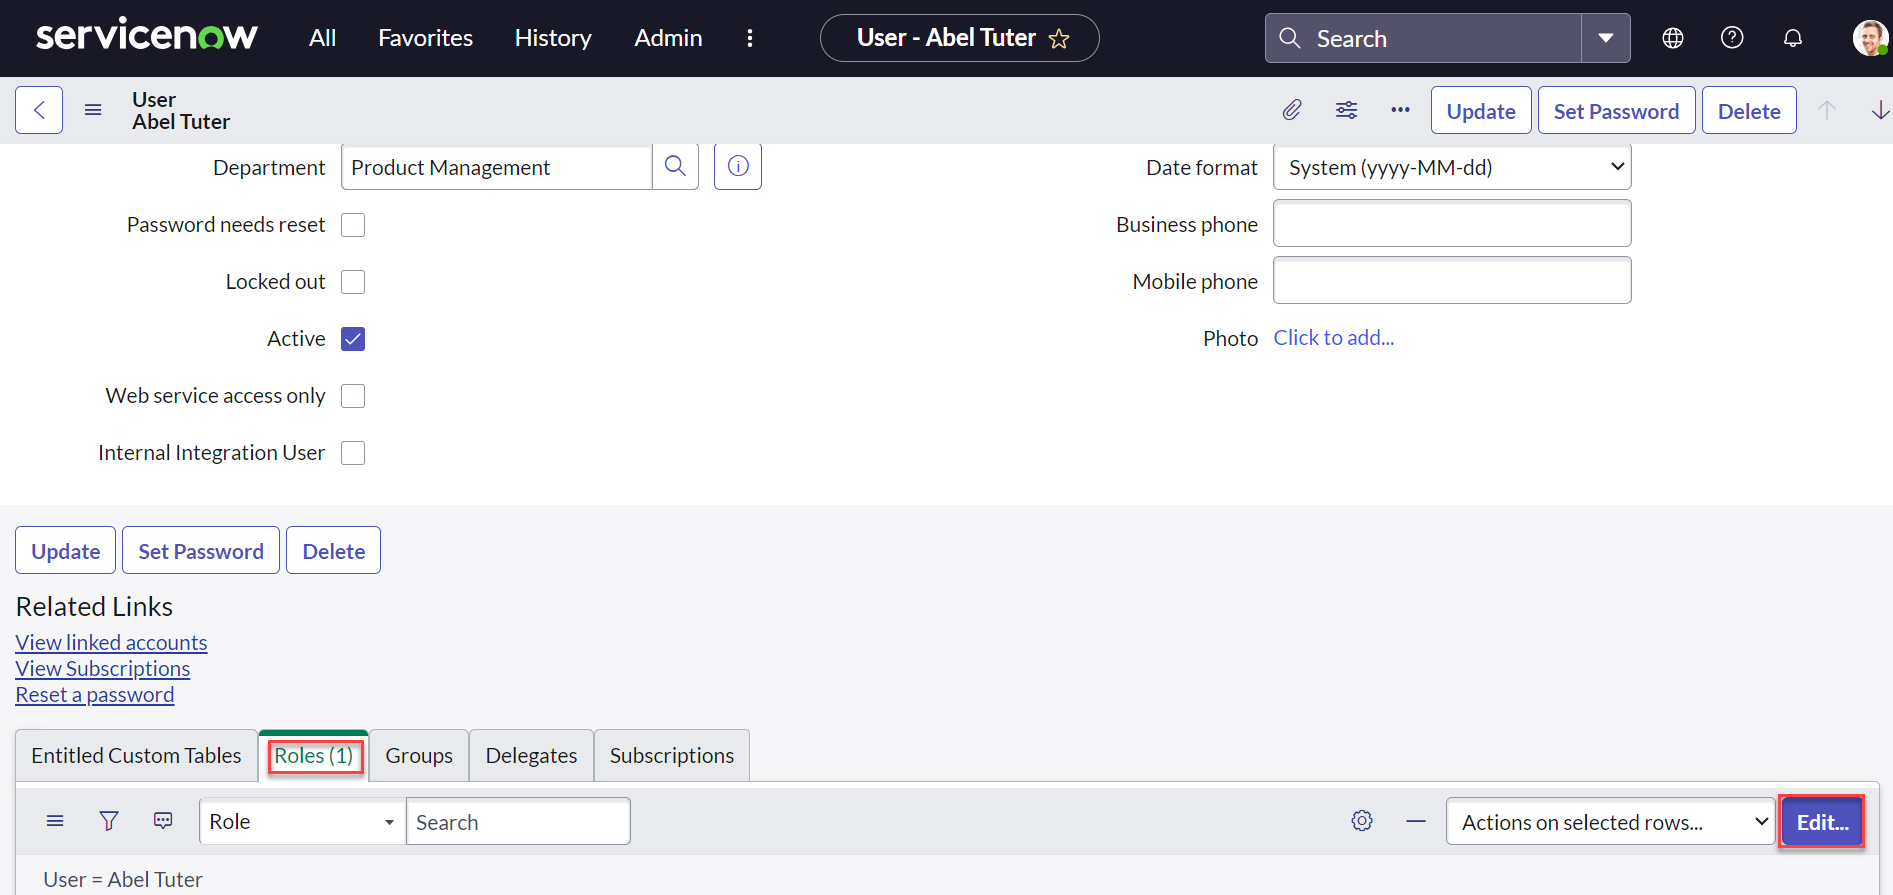 servicenow All Favorites History Admin User - Abel Tuter Search
User
Abel Tuter
Update Set Password Delete
Department Product Management
Date format System (yyyy-MM-dd)
Password needs reset
Business phone
Locked out
Mobile phone
Active
Photo Click to add...
Web service access only
Internal Integration User
Update Set Password Delete
Related Links
View linked accounts
View Subscriptions
Reset a password
Entitled Custom Tables Roles (1) Groups Delegates Subscriptions
Role Search Actions on selected rows... Edit...
User = Abel Tuter